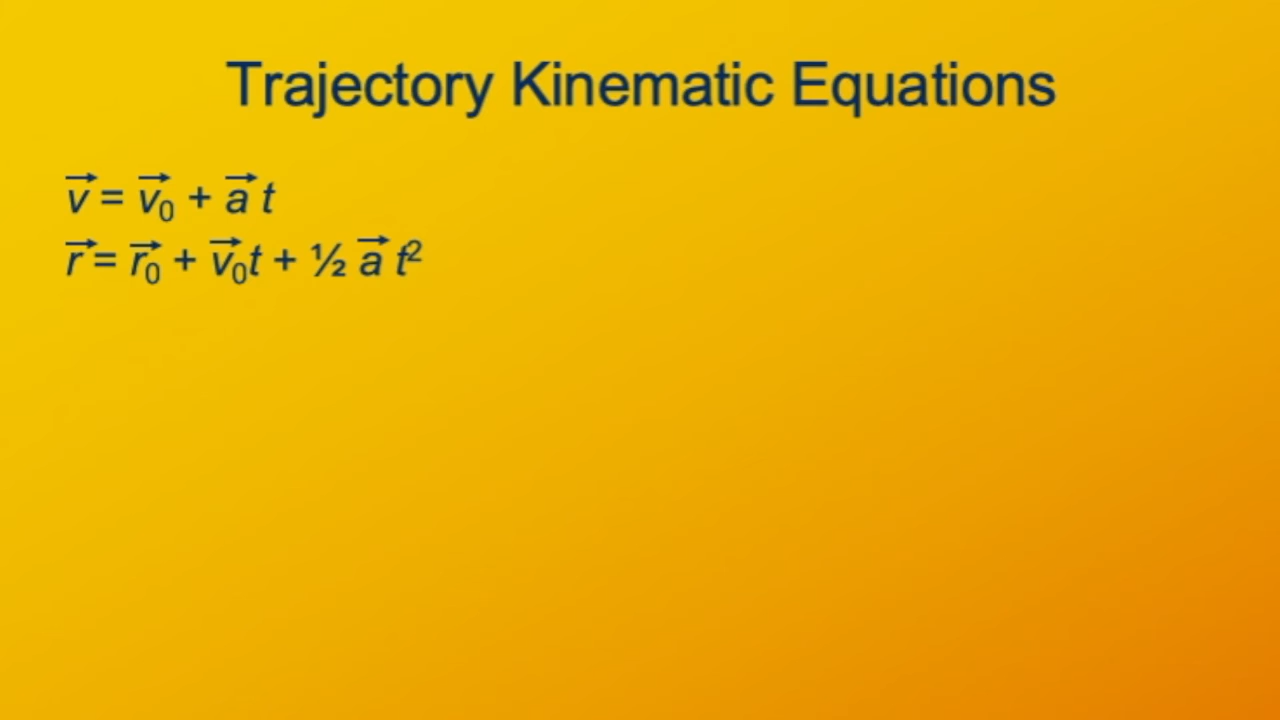 Trajectory Kinematic Equations
v⃗ = v⃗₀ + a⃗ t
r⃗ = r⃗₀ + v⃗₀t + ½ a⃗ t²